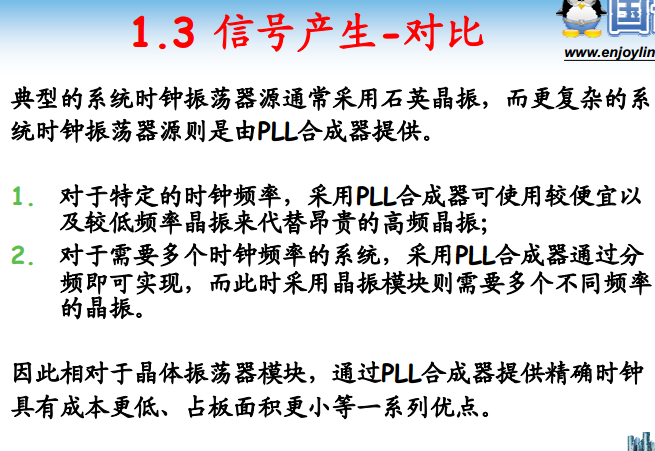 1.3 信号产生-对比
www.enjoylin
典型的系统时钟振荡器源通常采用石英晶振，而更复杂的系
统时钟振荡器源则是由PLL合成器提供。
1. 对于特定的时钟频率，采用PLL合成器可使用较便宜以
及较低频率晶振来代替昂贵的高频晶振;
2. 对于需要多个时钟频率的系统，采用PLL合成器通过分
频即可实现，而此时采用晶振模块则需要多个不同频率
的晶振。
因此相对于晶体振荡器模块，通过PLL合成器提供精确时钟
具有成本更低、占板面积更小等一系列优点。